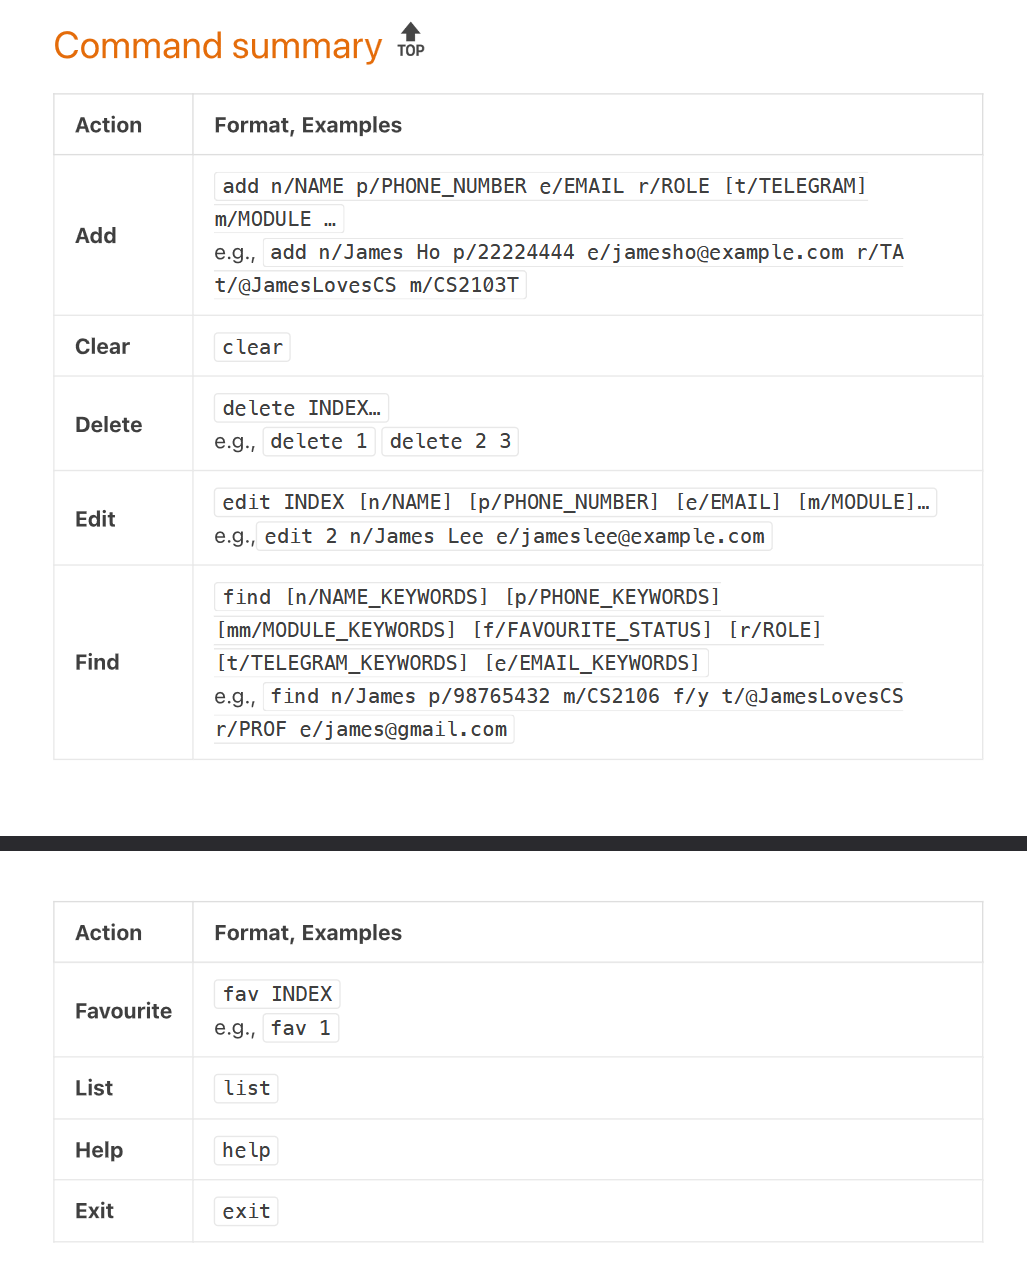 Command summary TOP
Action Format, Examples
Add
add n/NAME p/PHONE_NUMBER e/EMAIL r/ROLE [t/TELEGRAM]
m/MODULE …
e.g., add n/James Ho p/22224444 e/jamesho@example.com r/TA
t/@JamesLovesCS m/CS2103T
Clear clear
Delete
delete INDEX…
e.g., delete 1 delete 2 3
Edit
edit INDEX [n/NAME] [p/PHONE_NUMBER] [e/EMAIL] [m/MODULE]…
e.g., edit 2 n/James Lee e/jameslee@example.com
Find
find [n/NAME_KEYWORDS] [p/PHONE_KEYWORDS]
[mm/MODULE_KEYWORDS] [f/FAVOURITE_STATUS] [r/ROLE]
[t/TELEGRAM_KEYWORDS] [e/EMAIL_KEYWORDS]
e.g., find n/James p/98765432 m/CS2106 f/y t/@JamesLovesCS
r/PROF e/james@gmail.com
Action Format, Examples
Favourite
fav INDEX
e.g., fav 1
List list
Help help
Exit exit